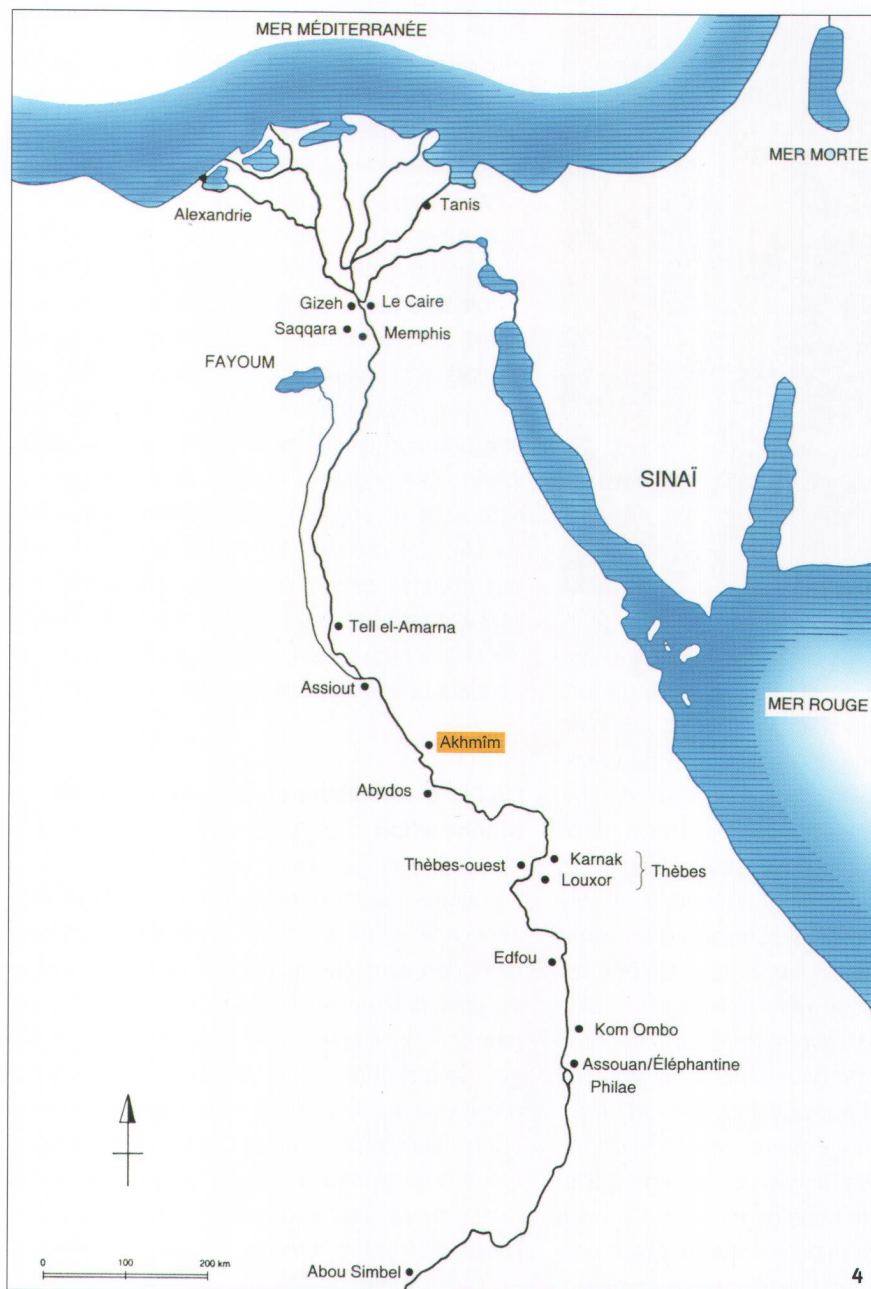 MER MÉDITERRANÉE
MER MORTE
Alexandrie
Tanis
Gizeh
Le Caire
Saqqara
Memphis
FAYOUM
SINAÏ
Tell el-Amarna
Assiout
MER ROUGE
Akhmîm
Abydos
Thèbes-ouest
Karnak
Louxor
Thèbes
Edfou
Kom Ombo
Assouan/Éléphantine
Philae
0 100 200 km
Abou Simbel
4